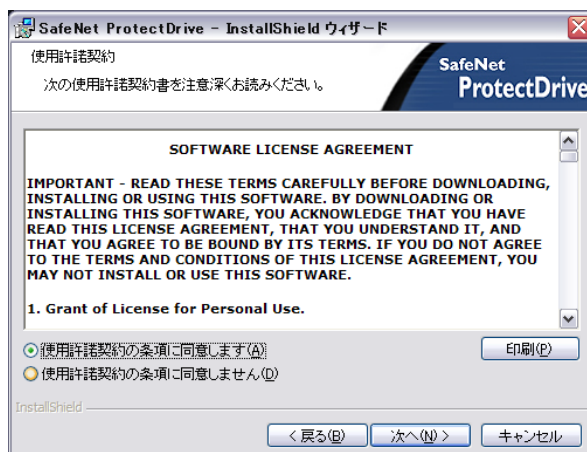 SafeNet ProtectDrive - InstallShield ウィザード
使用許諾契約
次の使用許諾契約書を注意深くお読みください。
SafeNet
ProtectDrive
SOFTWARE LICENSE AGREEMENT
IMPORTANT - READ THESE TERMS CAREFULLY BEFORE DOWNLOADING,
INSTALLING OR USING THIS SOFTWARE. BY DOWNLOADING OR
INSTALLING THIS SOFTWARE, YOU ACKNOWLEDGE THAT YOU HAVE
READ THIS LICENSE AGREEMENT, THAT YOU UNDERSTAND IT, AND
THAT YOU AGREE TO BE BOUND BY ITS TERMS. IF YOU DO NOT AGREE
TO THE TERMS AND CONDITIONS OF THIS LICENSE AGREEMENT, YOU
MAY NOT INSTALL OR USE THIS SOFTWARE.
1. Grant of License for Personal Use.
使用許諾契約の条項に同意します(A)
印刷(P)
使用許諾契約の条項に同意しません(D)
InstallShield
< 戻る(B)
次へ(N) >
キャンセル